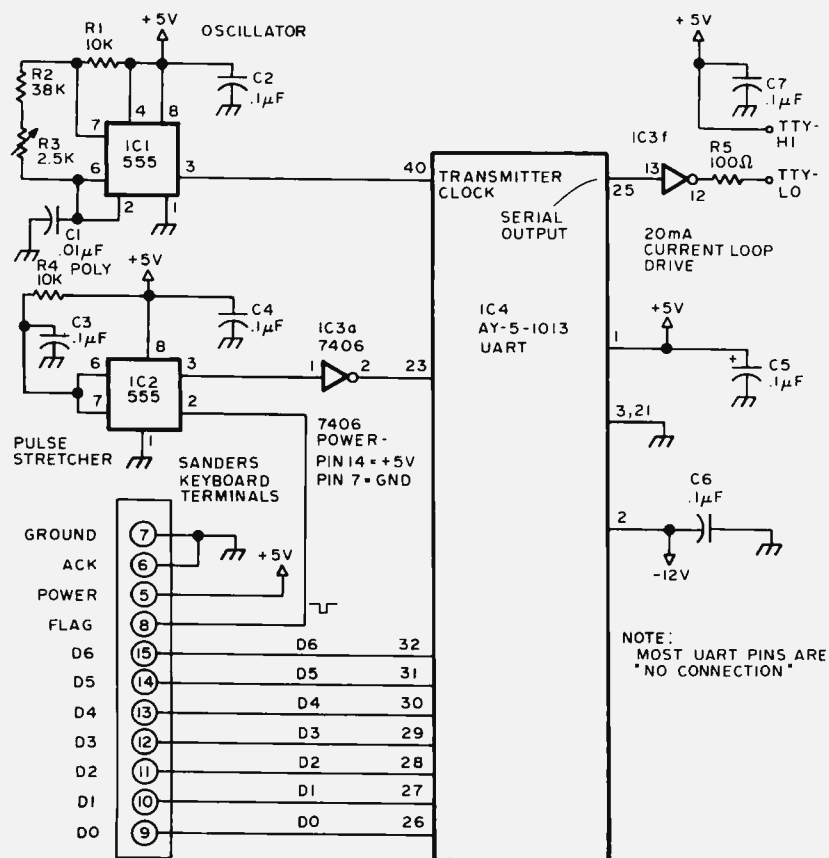 +5V
OSCILLATOR
R1
10K
R2
38K
R3
2.5K
C2
.1µF
4
8
7
6
IC1
555
3
2
1
C1
.01µF
POLY
40
TRANSMITTER
CLOCK
+5V
C7
.1µF
TTY-
HI
IC3f
R5
100Ω
13
12
25
TTY-
LO
SERIAL
OUTPUT
20mA
CURRENT LOOP
DRIVE
R4
10K
+5V
C3
.1µF
C4
.1µF
8
6
7
IC2
555
3
2
1
IC3a
7406
1
2
23
PULSE
STRETCHER
7406
POWER-
PIN 14 = +5V
PIN 7 = GND
IC4
AY-5-1013
UART
+5V
1
+
C5
.1µF
3,21
C6
.1µF
2
-12V
SANDERS
KEYBOARD
TERMINALS
GROUND 7
ACK 6
+5V
POWER 5
FLAG 8
D6 15 D6 32
D5 14 D5 31
D4 13 D4 30
D3 12 D3 29
D2 11 D2 28
D1 10 D1 27
D0 9 D0 26
NOTE:
MOST UART PINARE ARE
"NO CONNECTION"